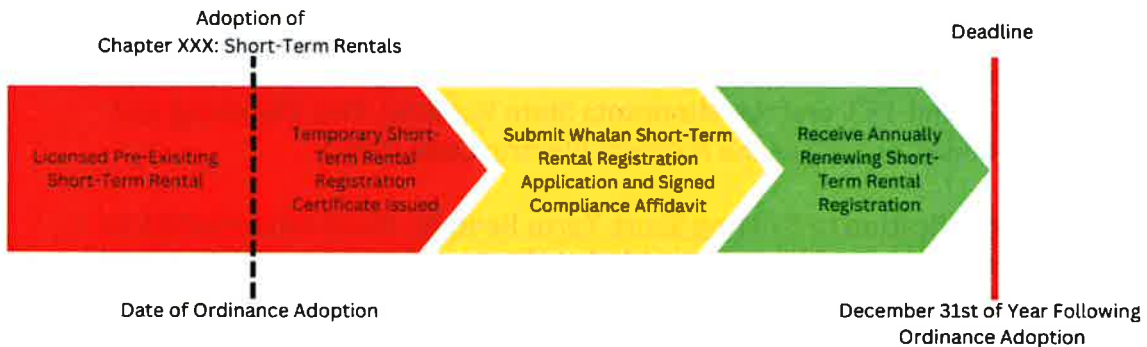 Adoption of
Chapter XXX: Short-Term Rentals
Deadline
Licensed Pre-Exisiting
Short-Term Rental
Temporary Short-
Term Rental
Registration
Certificate Issued
Submit Whalan Short-Term
Rental Registration
Application and Signed
Compliance Affidavit
Receive Annually
Renewing Short-
Term Rental
Registration
Date of Ordinance Adoption
December 31st of Year Following
Ordinance Adoption